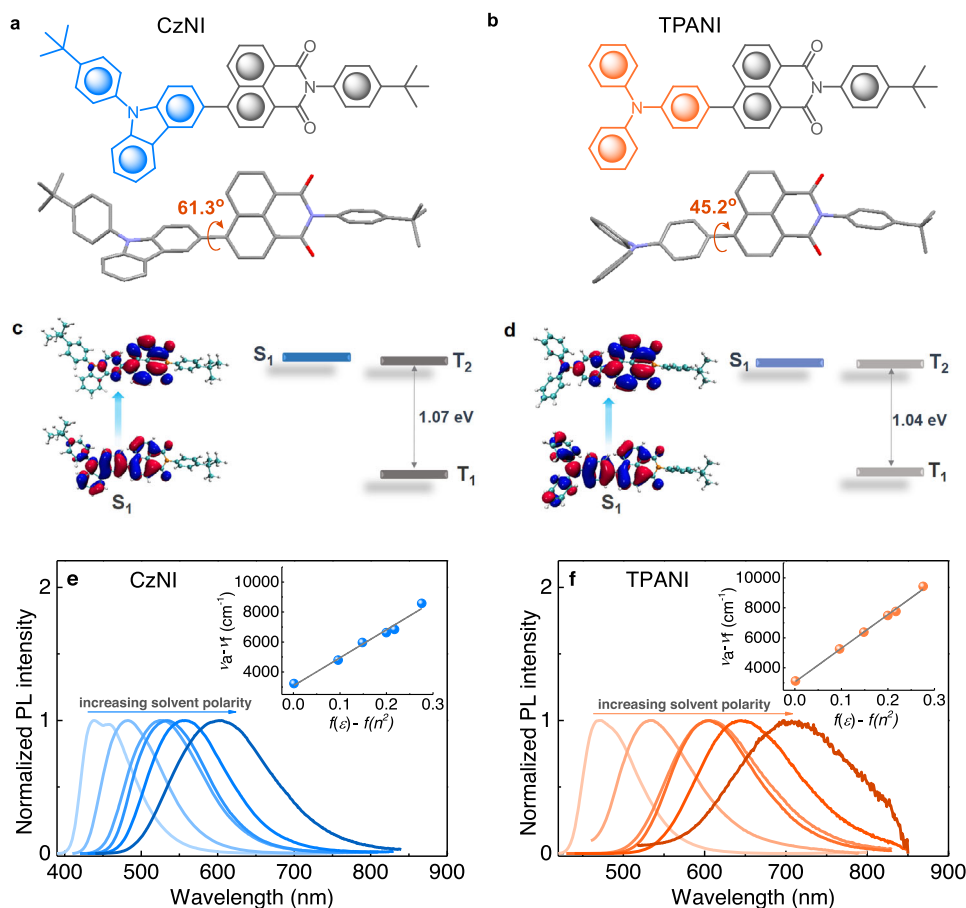 a CzNI
N
O
N
O
61.3°
b TPANI
N
O
N
O
45.2°
c
S₁
S₁
T₂
1.07 eV
T₁
d
S₁
S₁
T₂
1.04 eV
T₁
e CzNI
Normalized PL intensity
2
1
0
400 500 600 700 800 900
Wavelength (nm)
increasing solvent polarity
νa-νf (cm⁻¹)
10000
8000
6000
4000
0.0 0.1 0.2 0.3
f(ε) - f(n²)
f TPANI
Normalized PL intensity
2
1
0
500 600 700 800 900
Wavelength (nm)
increasing solvent polarity
νa-νf (cm⁻¹)
10000
8000
6000
4000
0.0 0.1 0.2 0.3
f(ε) - f(n²)